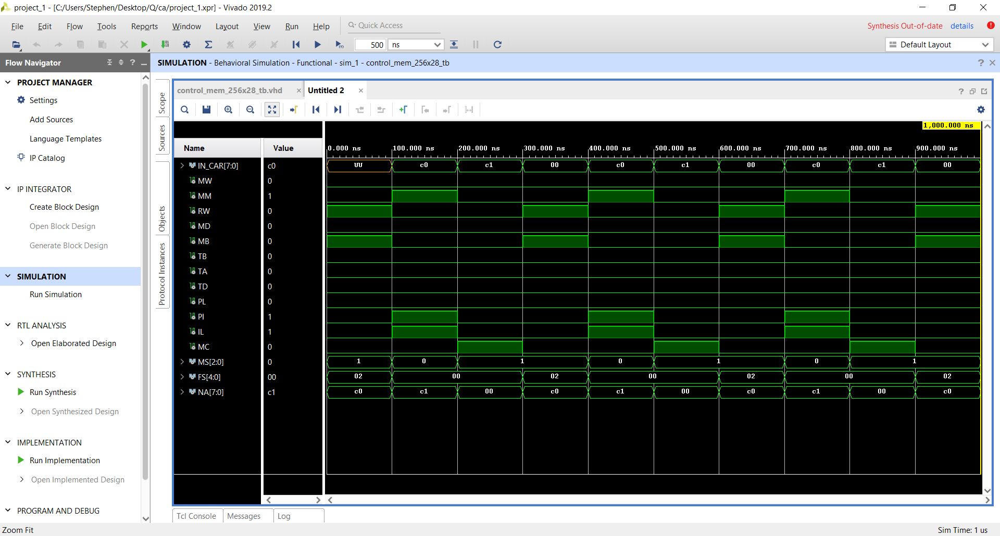 project_1 - [C:/Users/Stephen/Desktop/Q/ca/project_1.xpr] - Vivado 2019.2
File Edit Flow Tools Reports Window Layout View Run Help Quick Access
Synthesis Out-of-date details
500 ns
Default Layout
Flow Navigator
SIMULATION - Behavioral Simulation - Functional - sim_1 - control_mem_256x28_tb
PROJECT MANAGER
Settings
Add Sources
Language Templates
IP Catalog
IP INTEGRATOR
Create Block Design
Open Block Design
Generate Block Design
SIMULATION
Run Simulation
RTL ANALYSIS
Open Elaborated Design
SYNTHESIS
Run Synthesis
Open Synthesized Design
IMPLEMENTATION
Run Implementation
Open Implemented Design
PROGRAM AND DEBUG
Scope
Sources
Objects
Protocol Instances
control_mem_256x28_tb.vhd
Untitled 2
1,000.000 ns
Name Value
0.000 ns 100.000 ns 200.000 ns 300.000 ns 400.000 ns 500.000 ns 600.000 ns 700.000 ns 800.000 ns 900.000 ns
IN_CAR[7:0] c0 UU c0 c1 00 c0 c1 00 c0 c1 00
MW 0
MM 1
RW 0
MD 0
MB 0
TB 0
TA 0
TD 0
PL 0
PI 1
IL 1
MC 0
MS[2:0] 0 1 0 1 0 1 0 1
FS[4:0] 00 02 00 02 00 02 00 02
NA[7:0] c1 c0 c1 00 c0 c1 00 c0 c1 00 c0
Tcl Console Messages Log
Zoom Fit
Sim Time: 1 us